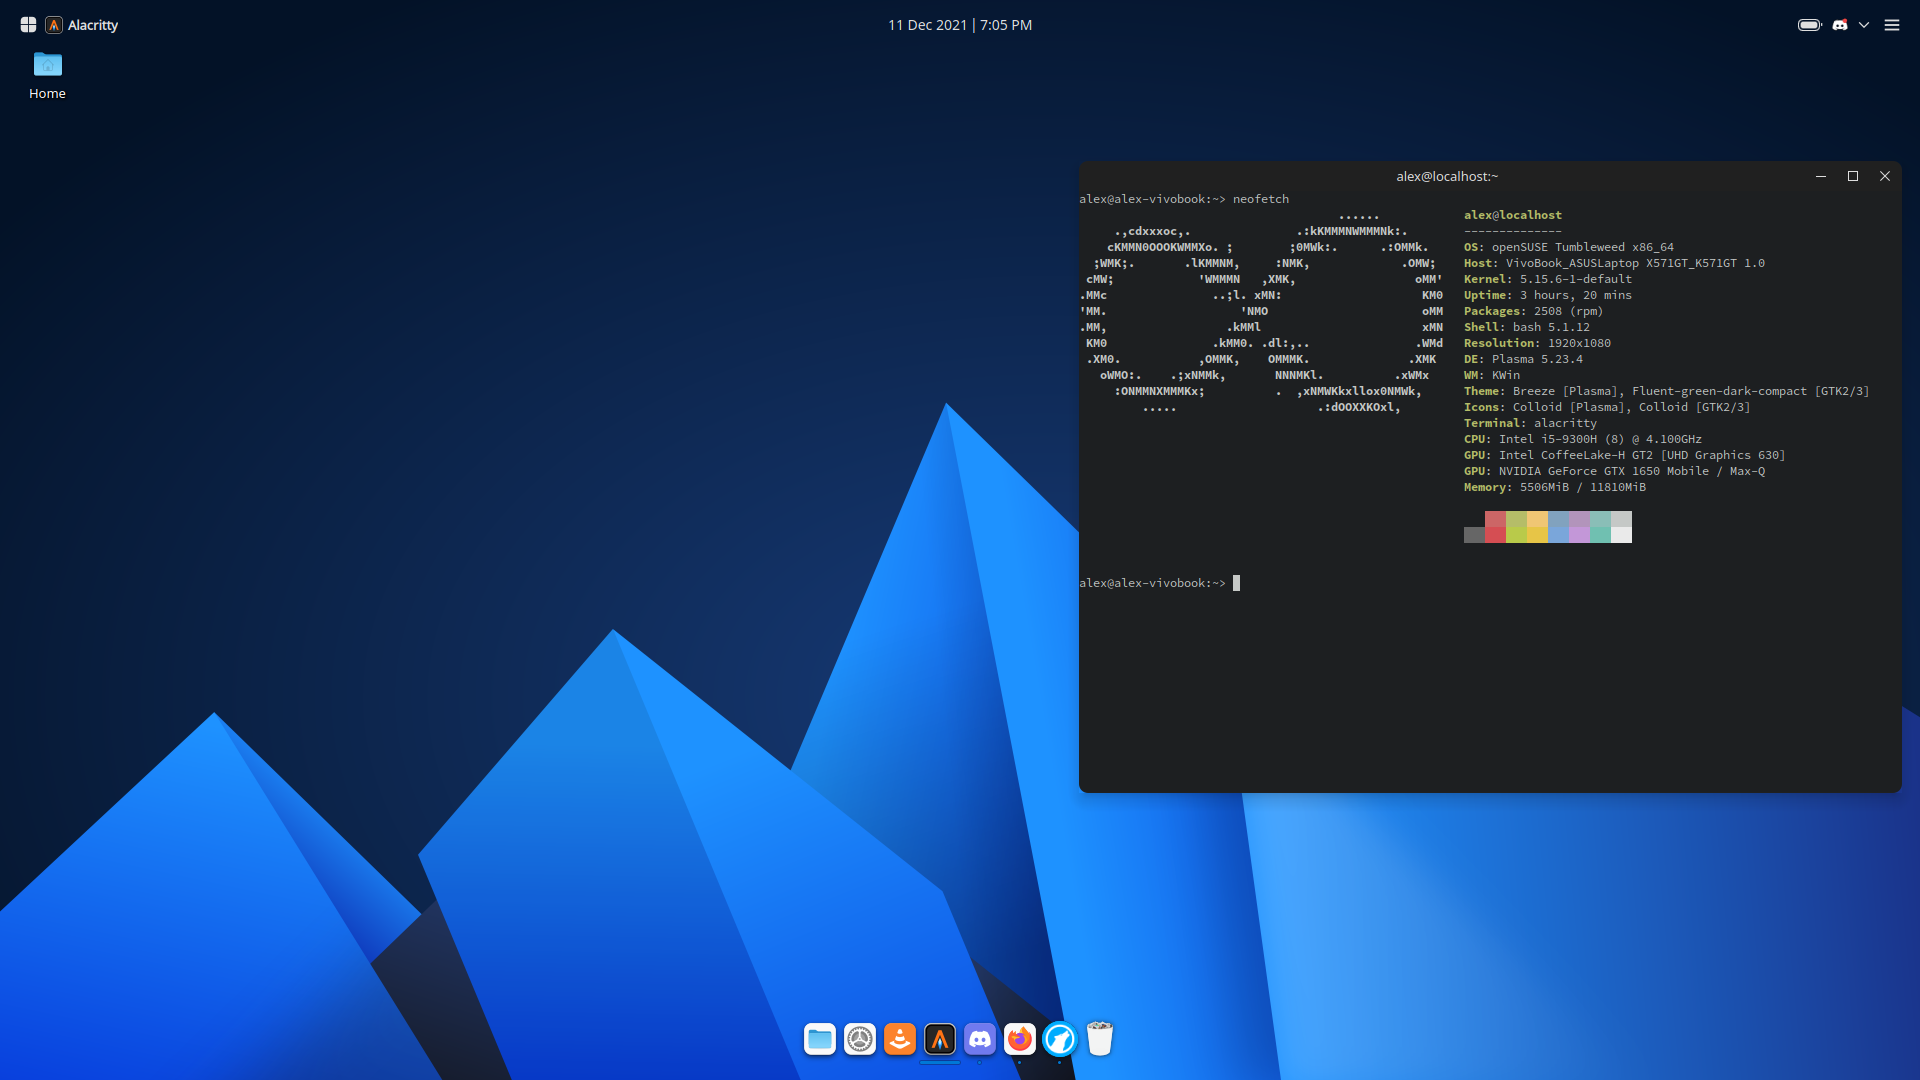 Alacritty
11 Dec 2021 | 7:05 PM
Home
alex@localhost:~
alex@alex-vivobook:~> neofetch
......
.,cdxxxoc,. .:kKMMMNWMMMNk:.
cKMMN0OOOKWMMXo. ; ;0MWk:. .:OMMk.
;WMK;. .lKMMNM, :NMK, .OMW;
cMW; 'WMMMN ,XMK, oMM'
.MMc ..;l. xMN: KM0
'MM. 'NMO oMM
.MM, .kMMl xMN
KM0 .kMM0. .dl:,.. .WMd
.XM0. ,OMMK, OMMMK. .XMK
oWMO:. .;xNMMk, NNNMKl. .xWMx
:ONMMNXMMMKx; . ,xNMWKkxllox0NMWk,
..... .:dOOXXKOxl,
alex@localhost
--------------
OS: openSUSE Tumbleweed x86_64
Host: VivoBook_ASUSLaptop X571GT_K571GT 1.0
Kernel: 5.15.6-1-default
Uptime: 3 hours, 20 mins
Packages: 2508 (rpm)
Shell: bash 5.1.12
Resolution: 1920x1080
DE: Plasma 5.23.4
WM: KWin
Theme: Breeze [Plasma], Fluent-green-dark-compact [GTK2/3]
Icons: Colloid [Plasma], Colloid [GTK2/3]
Terminal: alacritty
CPU: Intel i5-9300H (8) @ 4.100GHz
GPU: Intel CoffeeLake-H GT2 [UHD Graphics 630]
GPU: NVIDIA GeForce GTX 1650 Mobile / Max-Q
Memory: 5506MiB / 11810MiB
alex@alex-vivobook:~>